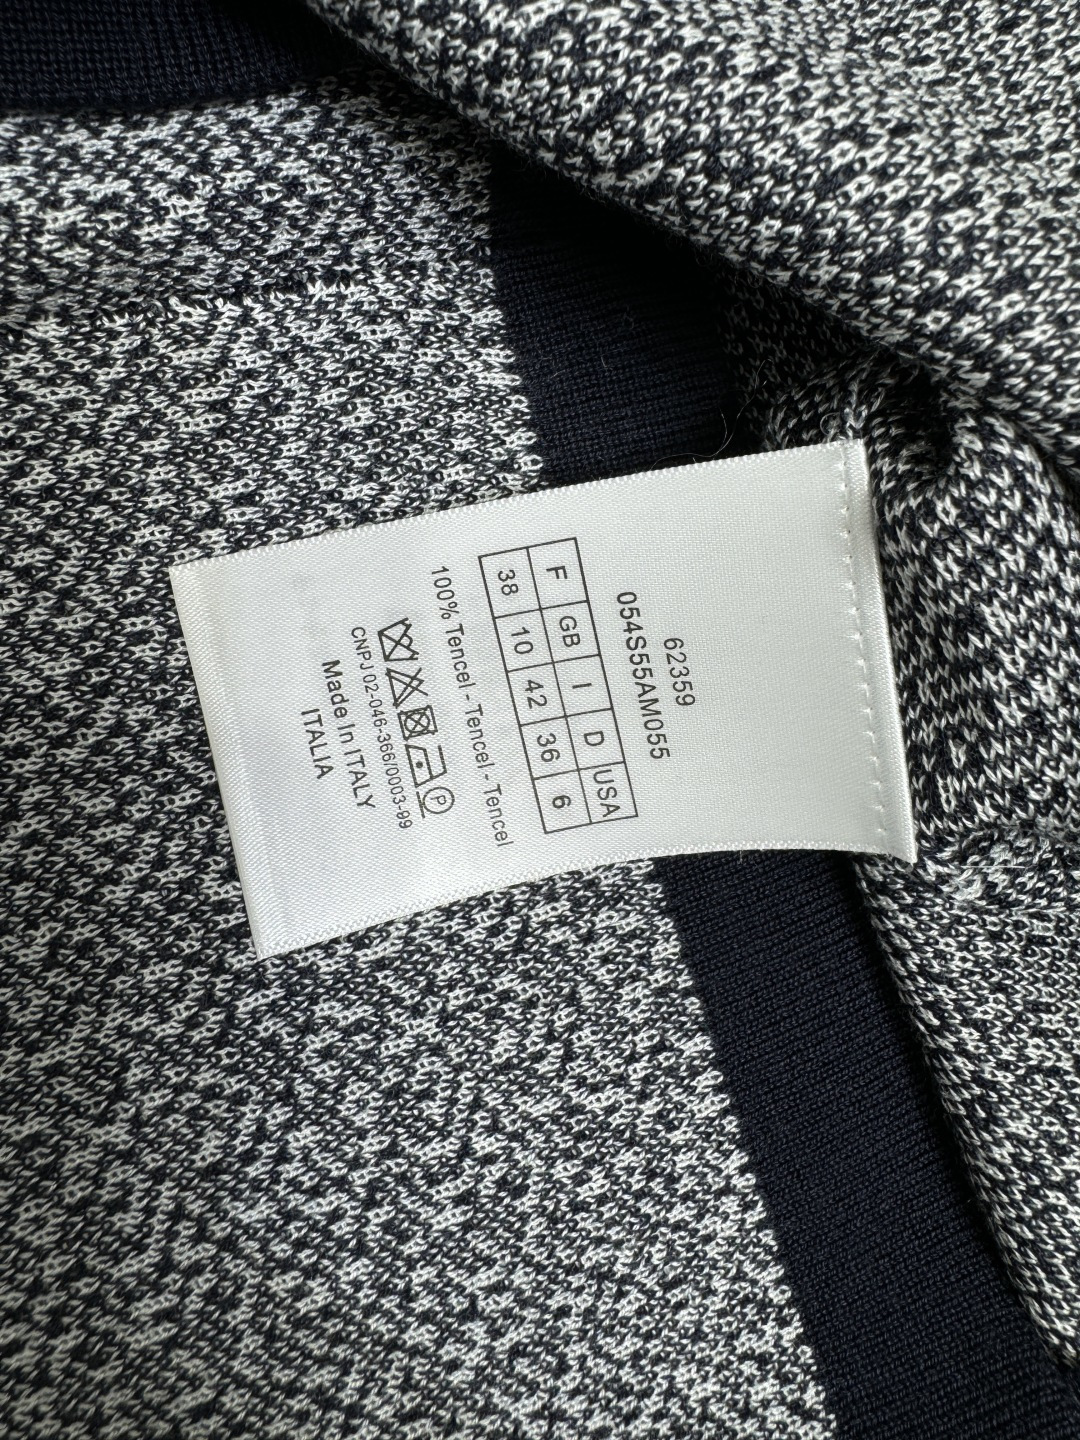 62359
054S55AM055
F GB I D USA
38 10 42 36 6
100% Tencel - Tencel - Tencel - Tencel
P
CNPJ 02-046-366/0003-99
Made In ITALY
ITALIA